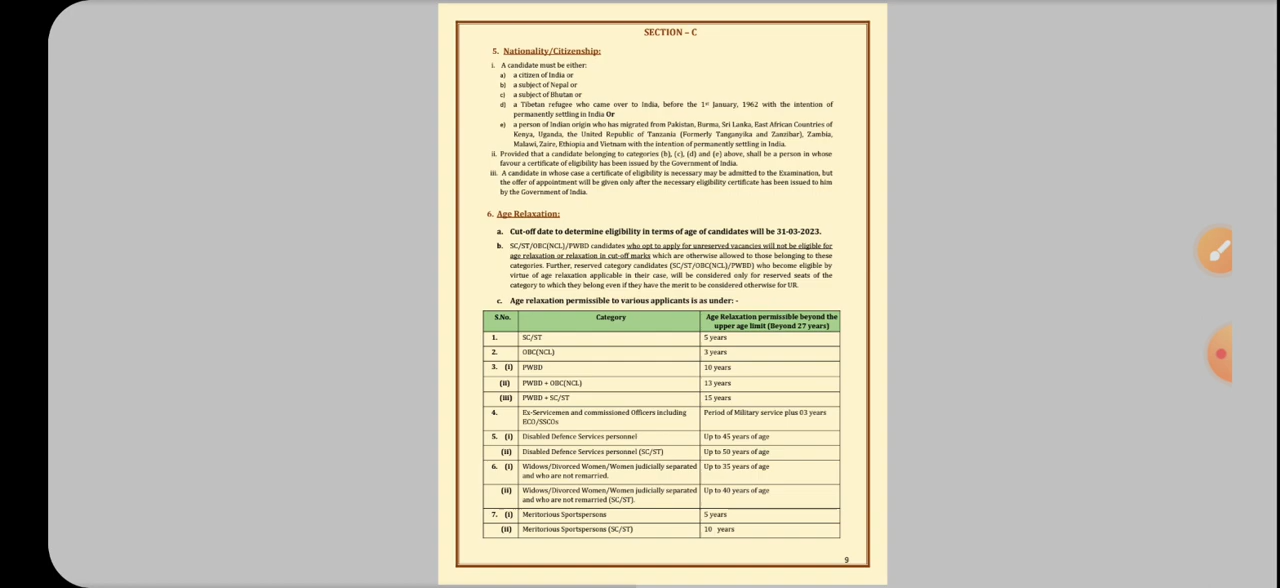 SECTION – C
5. Nationality/Citizenship:
i. A candidate must be either:
a) a citizen of India or
b) a subject of Nepal or
c) a subject of Bhutan or
d) a Tibetan refugee who came over to India, before the 1st January, 1962 with the intention of
permanently settling in India Or
e) a person of Indian origin who has migrated from Pakistan, Burma, Sri Lanka, East African Countries of
Kenya, Uganda, the United Republic of Tanzania (Formerly Tanganyika and Zanzibar), Zambia,
Malawi, Zaire, Ethiopia and Vietnam with the intention of permanently settling in India.
ii. Provided that a candidate belonging to categories (b), (c), (d) and (e) above, shall be a person in whose
favour a certificate of eligibility has been issued by the Government of India.
iii. A candidate in whose case a certificate of eligibility is necessary may be admitted to the Examination, but
the offer of appointment will be given only after the necessary eligibility certificate has been issued to him
by the Government of India.
6. Age Relaxation:
a. Cut-off date to determine eligibility in terms of age of candidates will be 31-03-2023.
b. SC/ST/OBC(NCL)/PWBD candidates who opt to apply for unreserved vacancies will not be eligible for
age relaxation or relaxation in cut-off marks which are otherwise allowed to those belonging to these
categories. Further, reserved category candidates (SC/ST/OBC(NCL)/PWBD) who become eligible by
virtue of age relaxation applicable in their case, will be considered only for reserved seats of the
category to which they belong even if they have the merit to be considered otherwise for UR.
c. Age relaxation permissible to various applicants is as under: -
S.No. Category Age Relaxation permissible beyond the
upper age limit (Beyond 27 years)
1. SC/ST 5 years
2. OBC(NCL) 3 years
3. (i) PWBD 10 years
(ii) PWBD + OBC(NCL) 13 years
(iii) PWBD + SC/ST 15 years
4. Ex-Servicemen and commissioned Officers including Period of Military service plus 03 years
ECO/SSCOs
5. (i) Disabled Defence Services personnel Up to 45 years of age
(ii) Disabled Defence Services personnel (SC/ST) Up to 50 years of age
6. (i) Widows/Divorced Women/Women judicially separated Up to 35 years of age
and who are not remarried.
(ii) Widows/Divorced Women/Women judicially separated Up to 40 years of age
and who are not remarried (SC/ST).
7. (i) Meritorious Sportspersons 5 years
(ii) Meritorious Sportspersons (SC/ST) 10 years
9